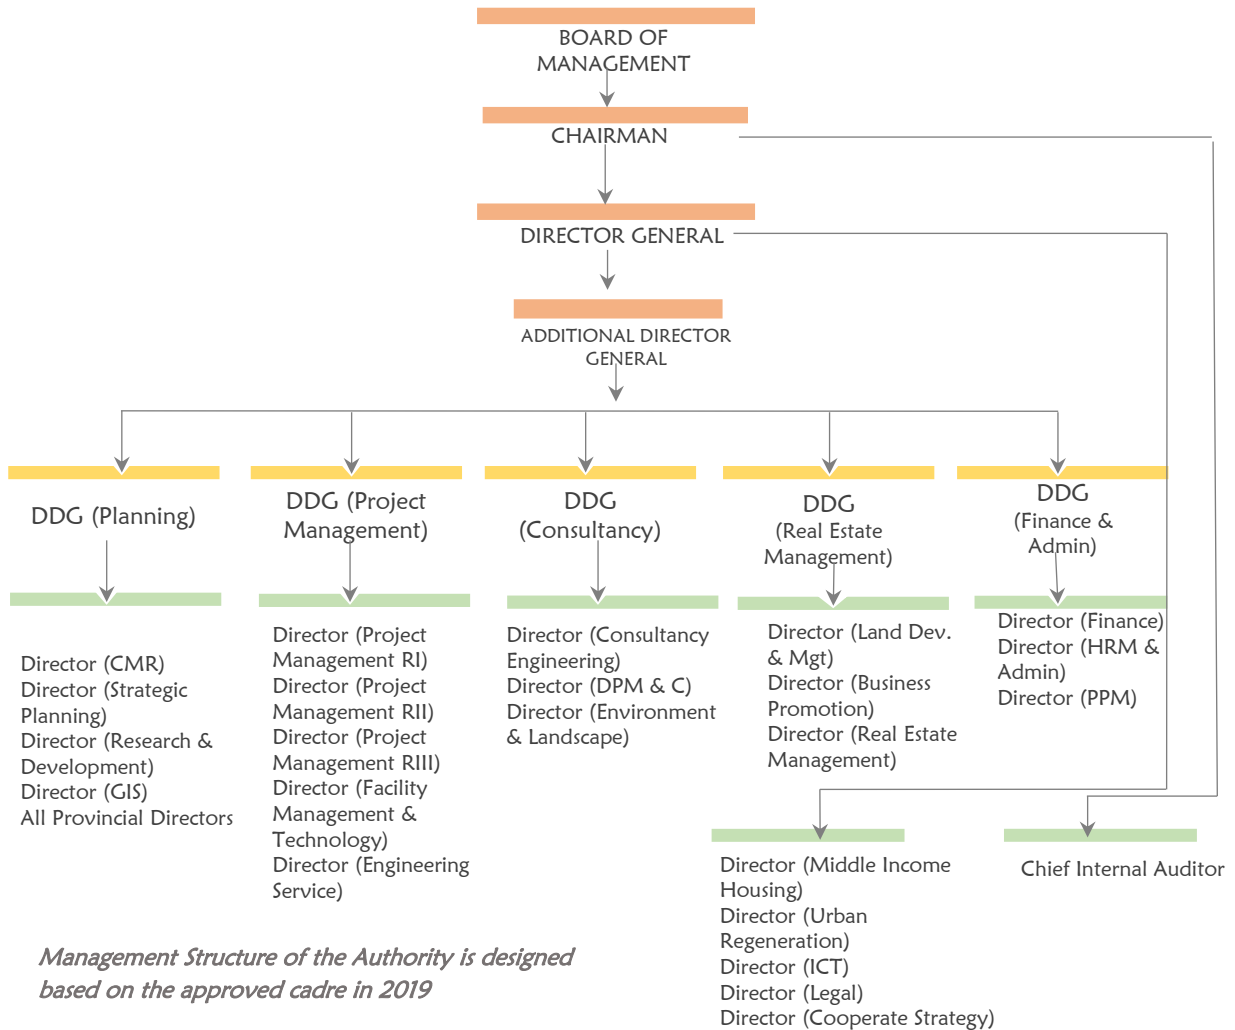 BOARD OF
MANAGEMENT
CHAIRMAN
DIRECTOR GENERAL
ADDITIONAL DIRECTOR
GENERAL
DDG (Planning)
DDG (Project
Management)
DDG
(Consultancy)
DDG
(Real Estate
Management)
DDG
(Finance &
Admin)
Director (CMR)
Director (Strategic
Planning)
Director (Research &
Development)
Director (GIS)
All Provincial Directors
Director (Project
Management RI)
Director (Project
Management RII)
Director (Project
Management RIII)
Director (Facility
Management &
Technology)
Director (Engineering
Service)
Director (Consultancy
Engineering)
Director (DPM & C)
Director (Environment
& Landscape)
Director (Land Dev.
& Mgt)
Director (Business
Promotion)
Director (Real Estate
Management)
Director (Finance)
Director (HRM &
Admin)
Director (PPM)
Director (Middle Income
Housing)
Director (Urban
Regeneration)
Director (ICT)
Director (Legal)
Director (Cooperate Strategy)
Chief Internal Auditor
Management Structure of the Authority is designed
based on the approved cadre in 2019